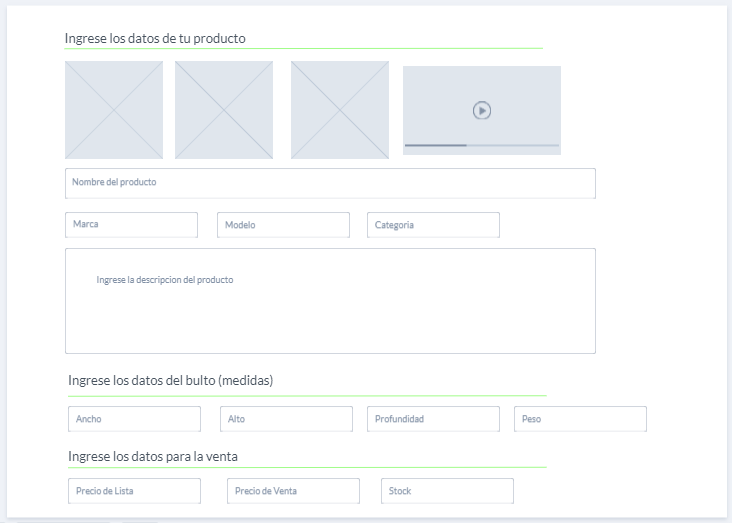 Ingrese los datos de tu producto
Nombre del producto
Marca
Modelo
Categoria
Ingrese la descripcion del producto
Ingrese los datos del bulto (medidas)
Ancho
Alto
Profundidad
Peso
Ingrese los datos para la venta
Precio de Lista
Precio de Venta
Stock